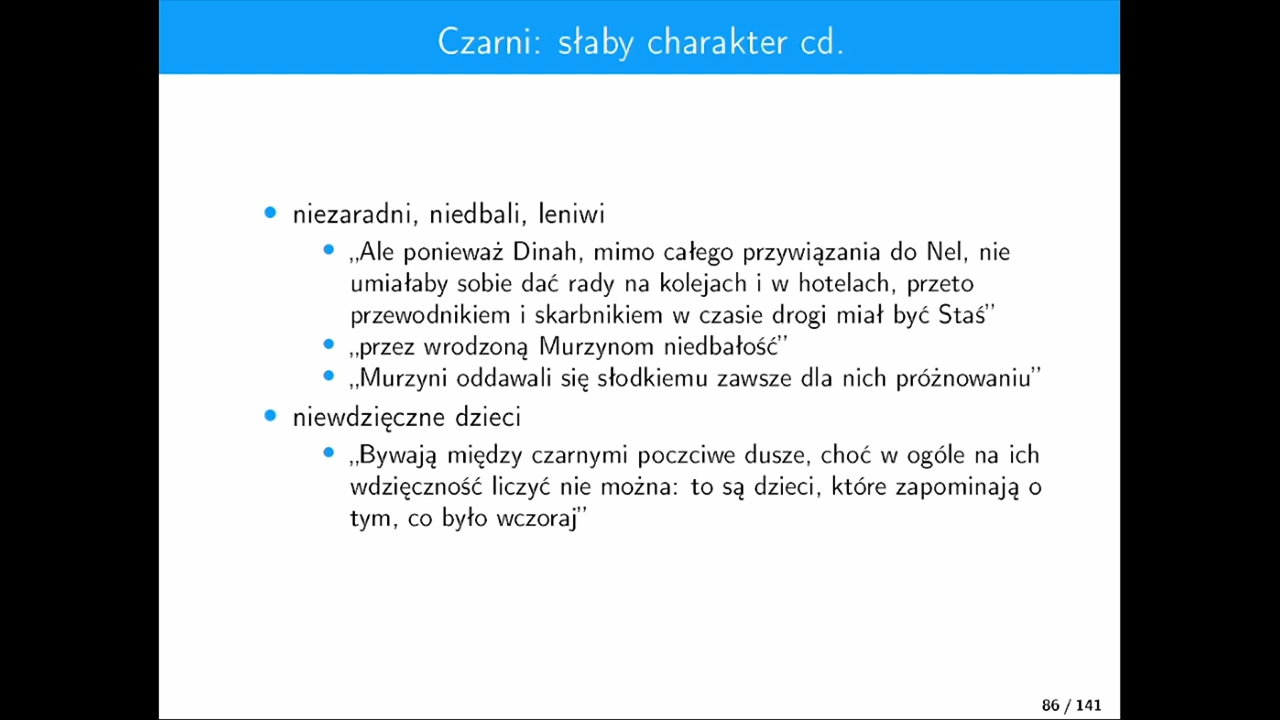 Czarni: słaby charakter cd.
niezaradni, niedbali, leniwi
„Ale ponieważ Dinah, mimo całego przywiązania do Nel, nie
umiałaby sobie dać rady na kolejach i w hotelach, przeto
przewodnikiem i skarbnikiem w czasie drogi miał być Staś”
„przez wrodzoną Murzynom niedbałość”
„Murzyni oddawali się słodkiemu zawsze dla nich próżnowaniu”
niewdzięczne dzieci
„Bywają między czarnymi poczciwe dusze, choć w ogóle na ich
wdzięczność liczyć nie można: to są dzieci, które zapominają o
tym, co było wczoraj”
86 / 141